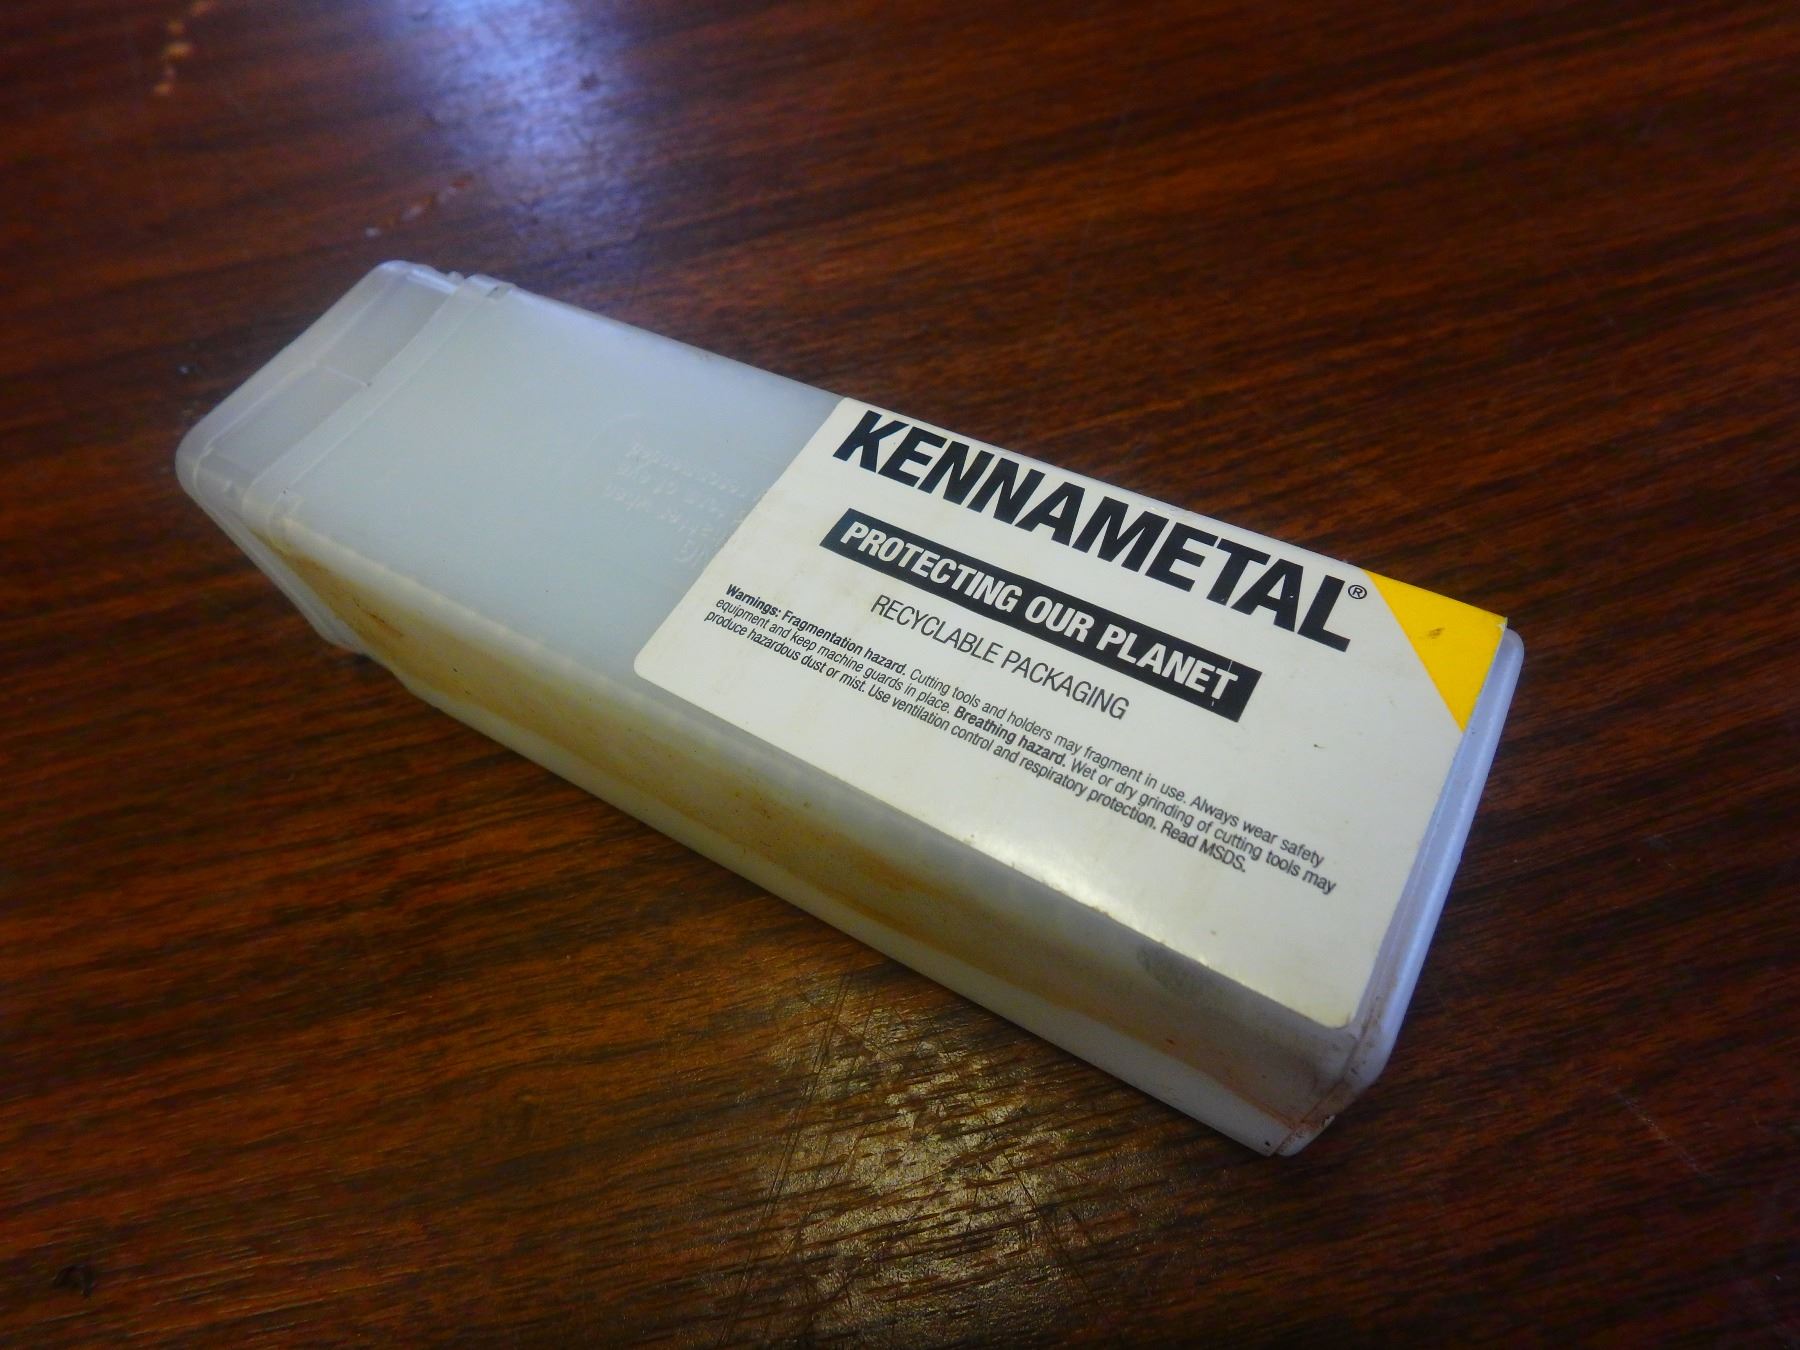 KENNAMETAL®
PROTECTING OUR PLANET
RECYCLABLE PACKAGING
Warnings: Fragmentation hazard. Cutting tools and holders may fragment in use. Always wear safety
equipment and keep machine guards in place. Breathing hazard. Wet or dry grinding of cutting tools may
produce hazardous dust or mist. Use ventilation control and respiratory protection. Read MSDS.